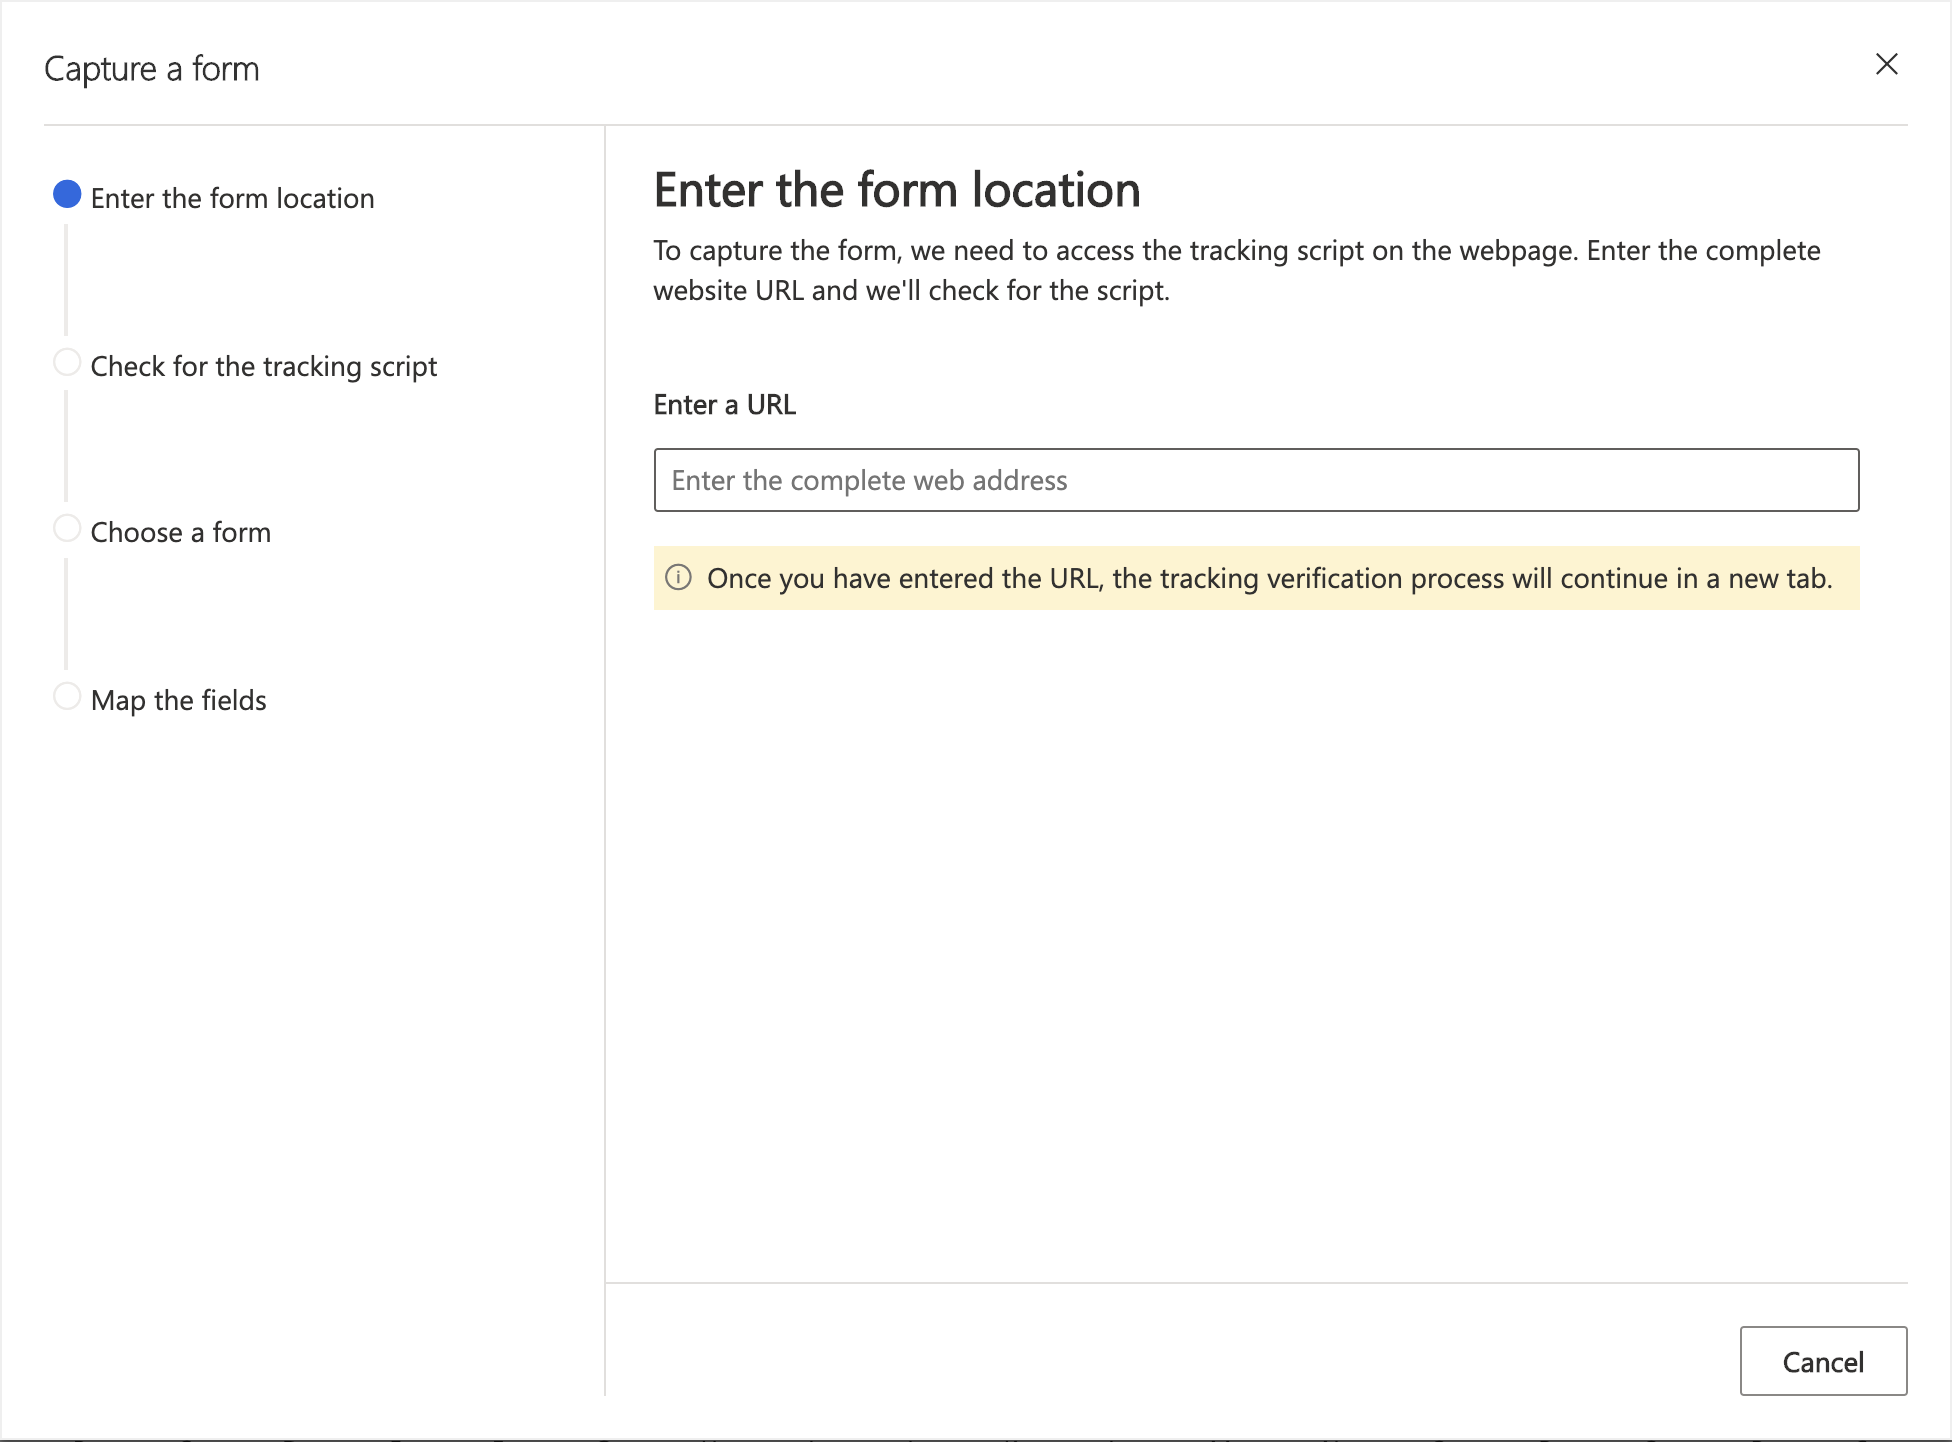 Capture a form
Enter the form location
Check for the tracking script
Choose a form
Map the fields
Enter the form location
To capture the form, we need to access the tracking script on the webpage. Enter the complete
website URL and we'll check for the script.
Enter a URL
Enter the complete web address
Once you have entered the URL, the tracking verification process will continue in a new tab.
Cancel